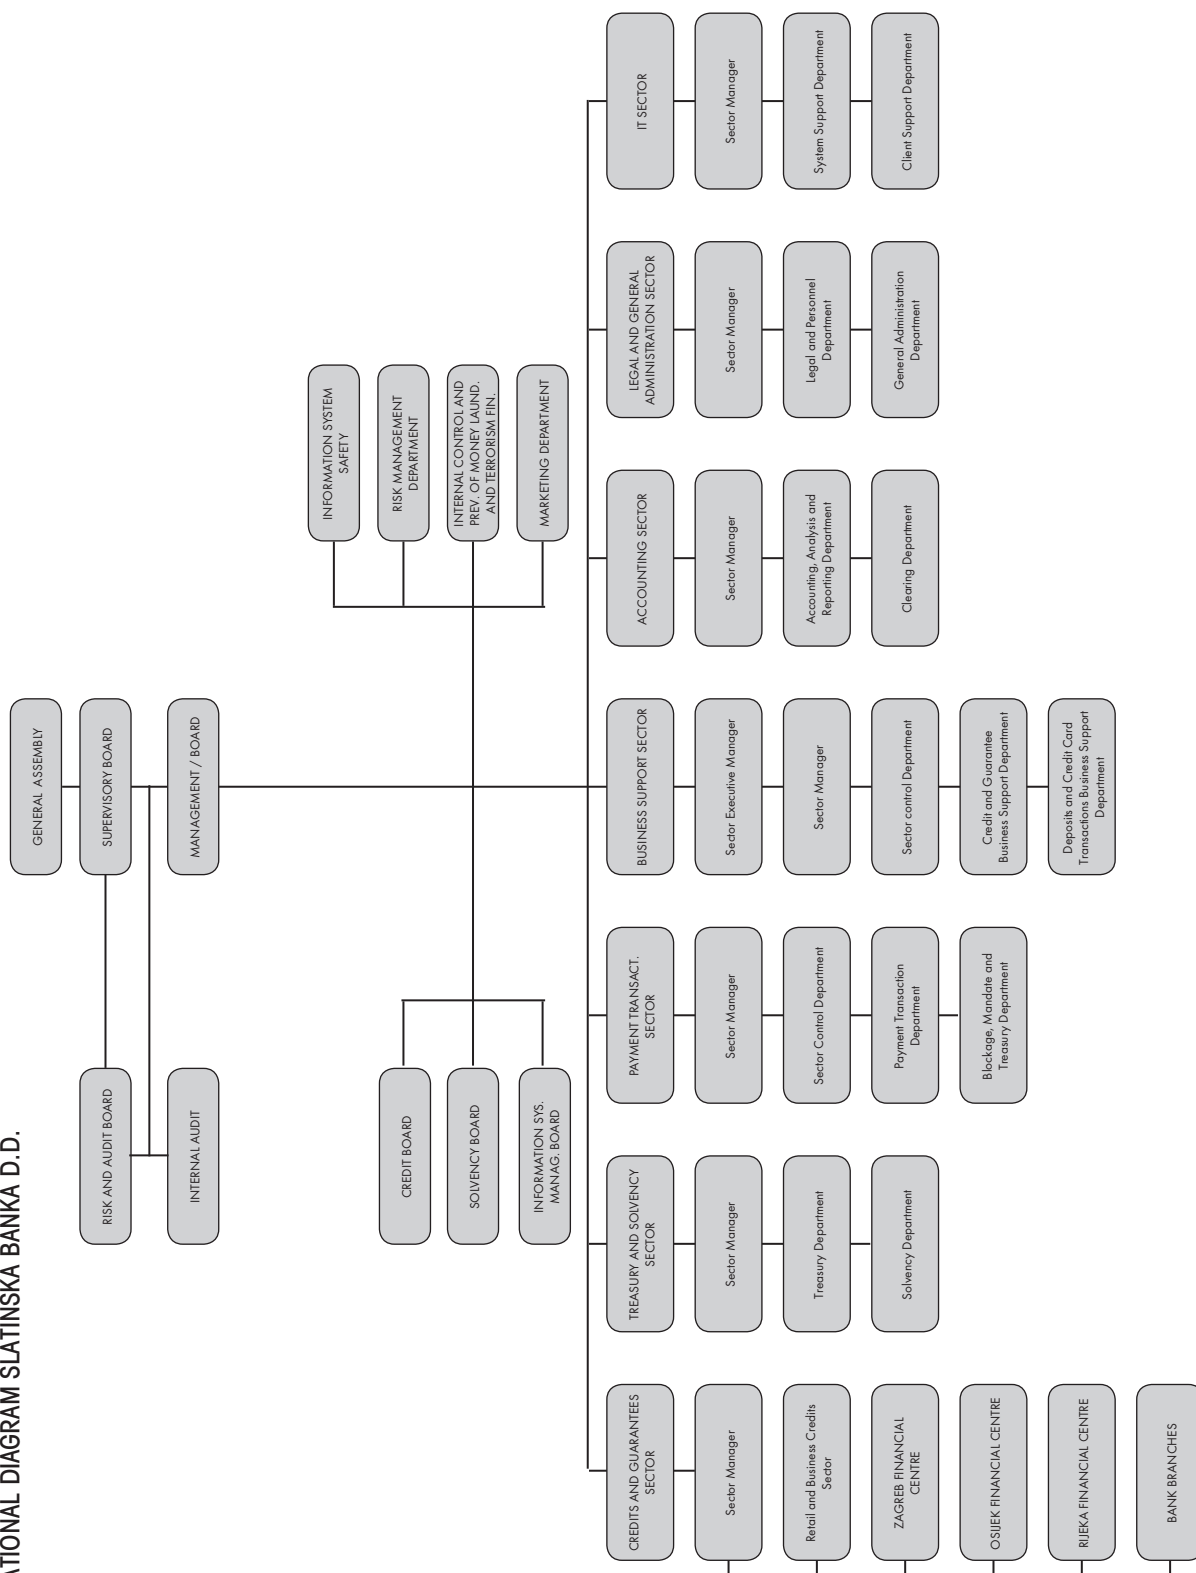 ATIONAL DIAGRAM SLATINSKA BANKA D.D.
GENERAL ASSEMBLY
SUPERVISORY BOARD
RISK AND AUDIT BOARD
MANAGEMENT / BOARD
INTERNAL AUDIT
INFORMATION SYSTEM
SAFETY
RISK MANAGEMENT
DEPARTMENT
INTERNAL CONTROL AND
PREV. OF MONEY LAUND.
AND TERRORISM FIN.
MARKETING DEPARTMENT
CREDIT BOARD
SOLVENCY BOARD
INFORMATION SYS.
MANAG. BOARD
CREDITS AND GUARANTEES
SECTOR
Sector Manager
Retail and Business Credits
Sector
ZAGREB FINANCIAL
CENTRE
OSIJEK FINANCIAL CENTRE
RIJEKA FINANCIAL CENTRE
BANK BRANCHES
TREASURY AND SOLVENCY
SECTOR
Sector Manager
Treasury Department
Solvency Department
PAYMENT TRANSACT.
SECTOR
Sector Manager
Sector Control Department
Payment Transaction
Department
Blockage, Mandate and
Treasury Department
BUSINESS SUPPORT SECTOR
Sector Executive Manager
Sector Manager
Sector control Department
Credit and Guarantee
Business Support Department
Deposits and Credit Card
Transactions Business Support
Department
ACCOUNTING SECTOR
Sector Manager
Accounting, Analysis and
Reporting Department
Clearing Department
LEGAL AND GENERAL
ADMINISTRATION SECTOR
Sector Manager
Legal and Personnel
Department
General Administration
Department
IT SECTOR
Sector Manager
System Support Department
Client Support Department